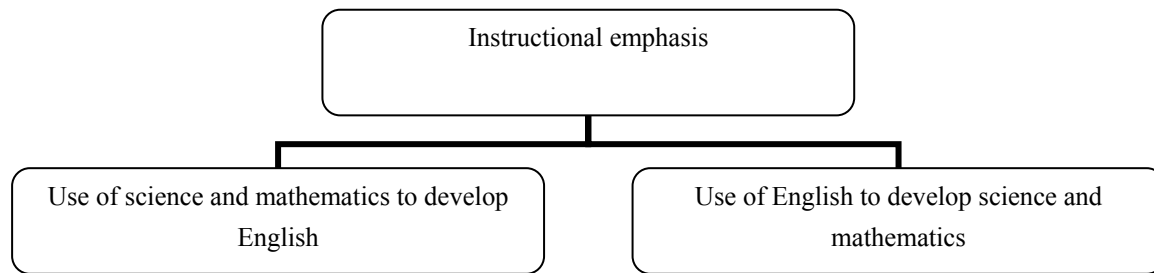 Instructional emphasis
Use of science and mathematics to develop
English
Use of English to develop science and
mathematics